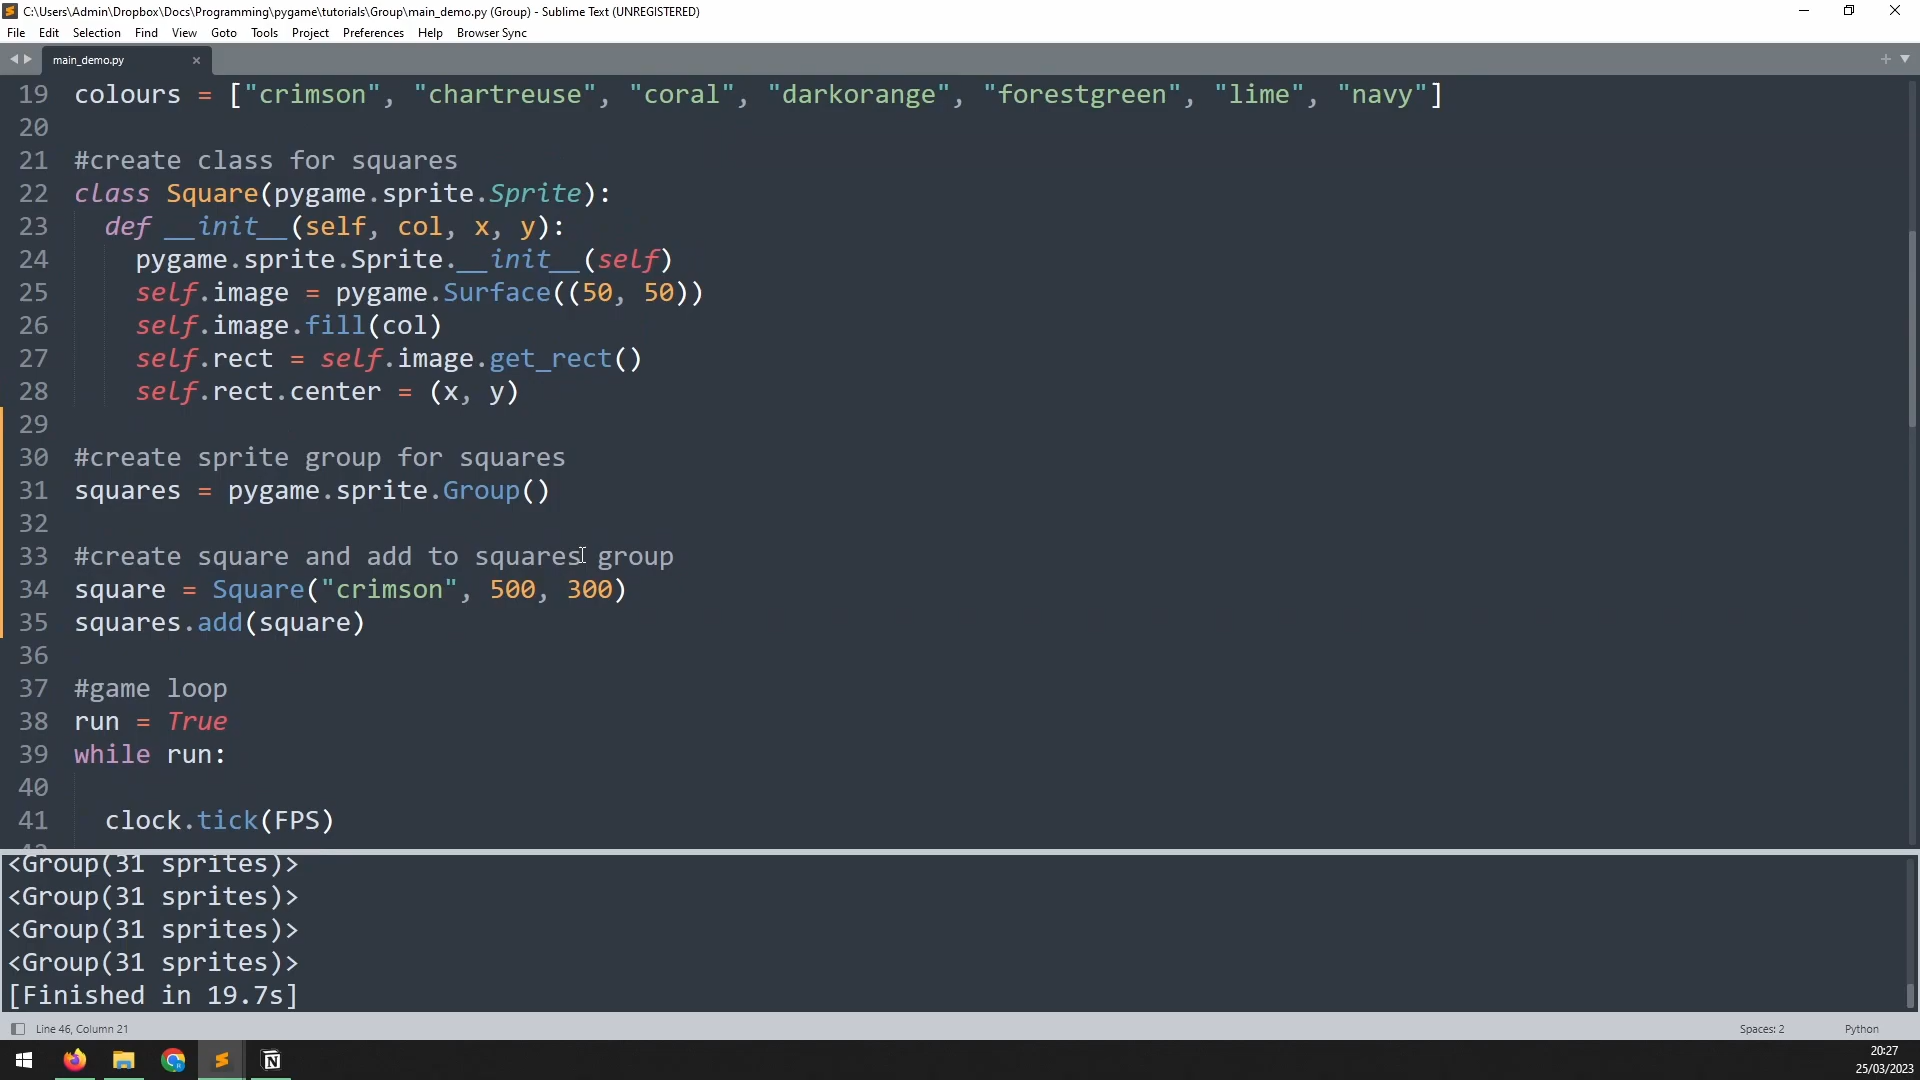 C:\Users\Admin\Dropbox\Docs\Programming\pygame\tutorials\Group\main_demo.py (Group) - Sublime Text (UNREGISTERED)
File Edit Selection Find View Goto Tools Project Preferences Help Browser Sync
main_demo.py
19 colours = ["crimson", "chartreuse", "coral", "darkorange", "forestgreen", "lime", "navy"]
20
21 #create class for squares
22 class Square(pygame.sprite.Sprite):
23   def __init__(self, col, x, y):
24     pygame.sprite.Sprite.__init__(self)
25     self.image = pygame.Surface((50, 50))
26     self.image.fill(col)
27     self.rect = self.image.get_rect()
28     self.rect.center = (x, y)
29
30 #create sprite group for squares
31 squares = pygame.sprite.Group()
32
33 #create square and add to squares group
34 square = Square("crimson", 500, 300)
35 squares.add(square)
36
37 #game loop
38 run = True
39 while run:
40
41   clock.tick(FPS)
<Group(31 sprites)>
<Group(31 sprites)>
<Group(31 sprites)>
<Group(31 sprites)>
[Finished in 19.7s]
Line 46, Column 21
Spaces: 2
Python
20:27
25/03/2023